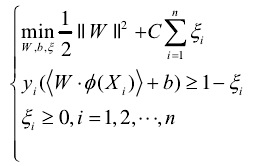 min_{W,b,ξ} 1/2 ||W||² + C ∑_{i=1}^{n} ξ_i
y_i(⟨W · ϕ(X_i)⟩ + b) ≥ 1 − ξ_i
ξ_i ≥ 0, i = 1, 2, ⋯, n